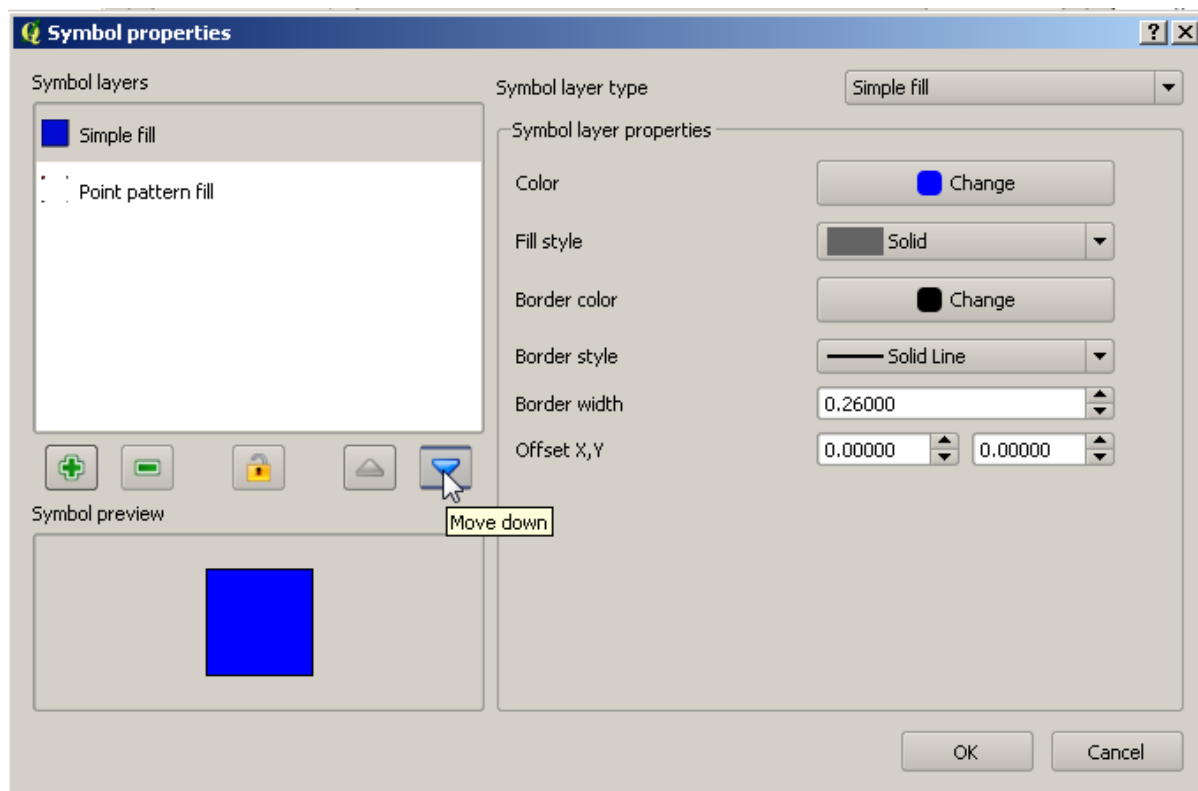 Symbol properties
Symbol layers
Simple fill
Point pattern fill
Symbol preview
Move down
Symbol layer type
Simple fill
Symbol layer properties
Color
Change
Fill style
Solid
Border color
Change
Border style
Solid Line
Border width
0.26000
Offset X,Y
0.00000
0.00000
OK
Cancel